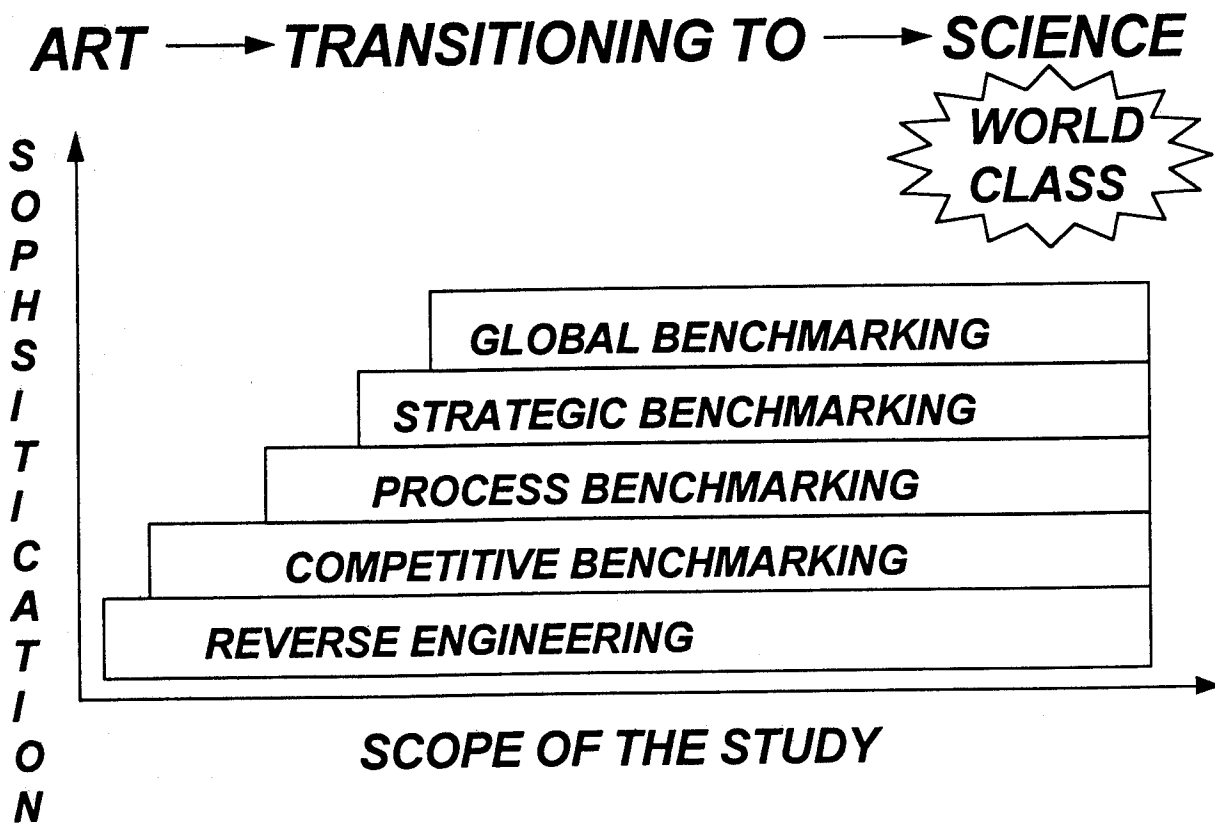 ART → TRANSITIONING TO → SCIENCE
WORLD
CLASS
SOPHSITICATION
GLOBAL BENCHMARKING
STRATEGIC BENCHMARKING
PROCESS BENCHMARKING
COMPETITIVE BENCHMARKING
REVERSE ENGINEERING
SCOPE OF THE STUDY